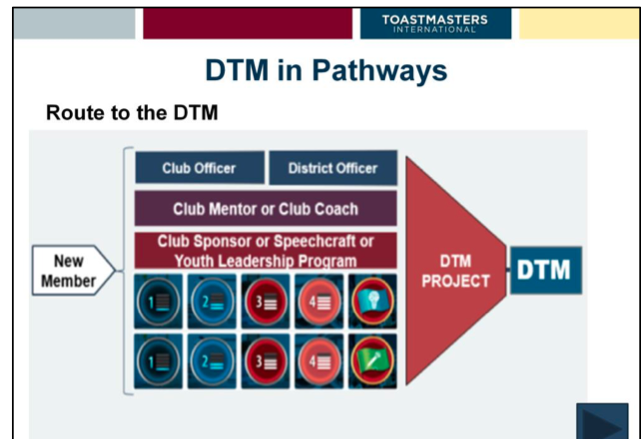 TOASTMASTERS
INTERNATIONAL
DTM in Pathways
Route to the DTM
Club Officer
District Officer
Club Mentor or Club Coach
Club Sponsor or Speechcraft or
Youth Leadership Program
New
Member
1
2
3
4
1
2
3
4
DTM
PROJECT
DTM